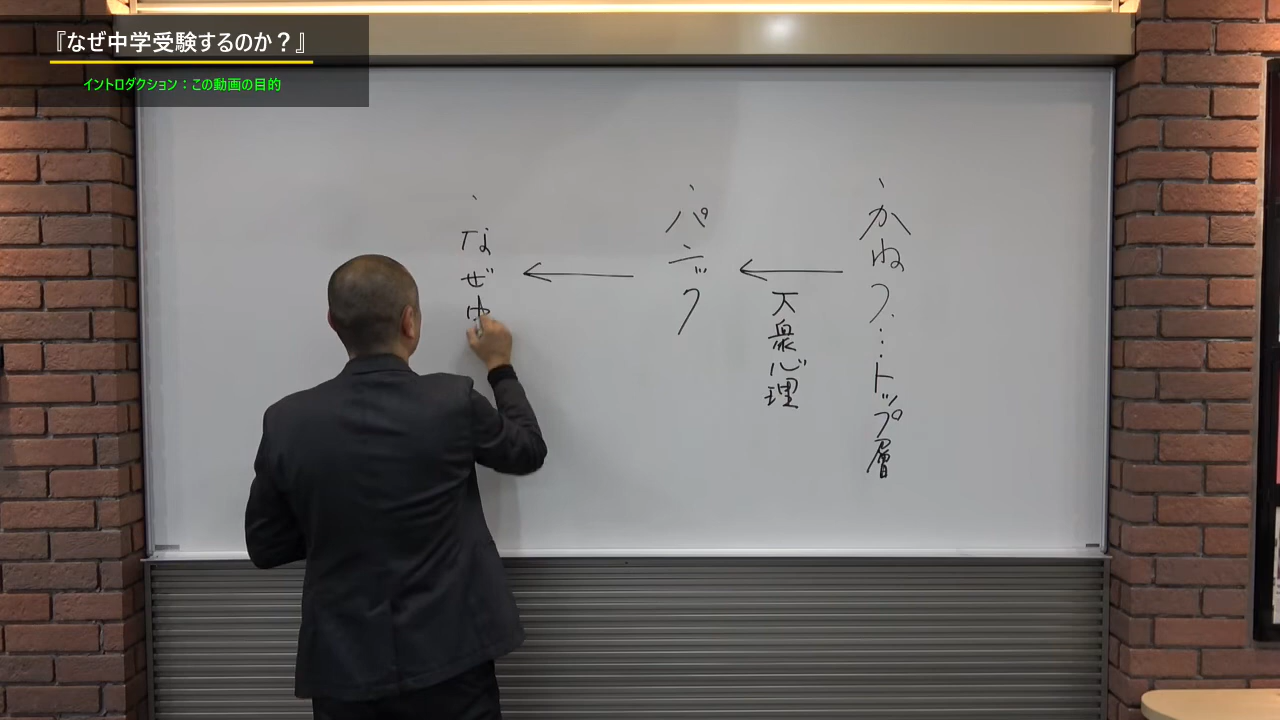 『なぜ中学受験するのか？』
イントロダクション：この動画の目的
・かねつ…トップ層
←
大衆心理
・パニック
←
・なぜ中